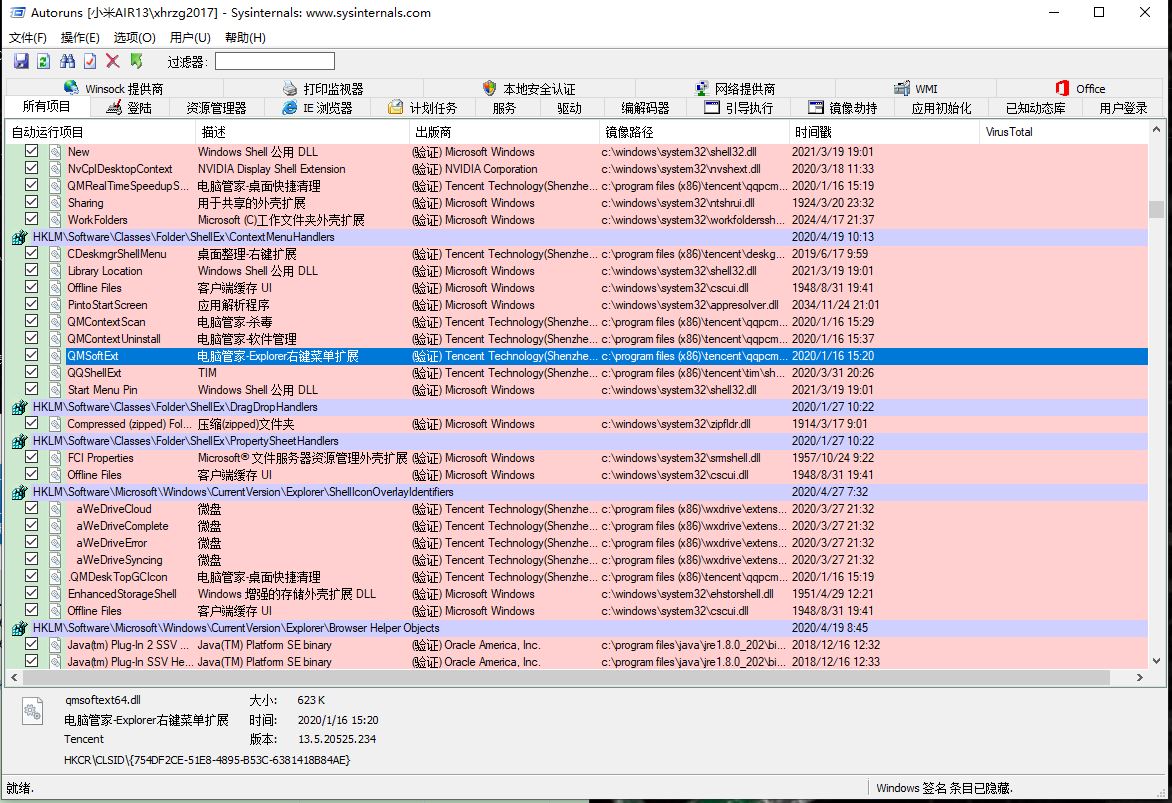 Autoruns [小米AIR13\xhrzg2017] - Sysinternals: www.sysinternals.com
文件(F) 操作(E) 选项(O) 用户(U) 帮助(H)
过滤器:
Winsock 提供商 打印监视器 本地安全认证 网络提供商 WMI Office
所有项目 登陆 资源管理器 IE 浏览器 计划任务 服务 驱动 编解码器 引导执行 镜像劫持 应用初始化 已知动态库 用户登录
自动运行项目 描述 出版商 镜像路径 时间戳 VirusTotal
New Windows Shell 公用 DLL (验证) Microsoft Windows c:\windows\system32\shell32.dll 2021/3/19 19:01
NvCplDesktopContext NVIDIA Display Shell Extension (验证) NVIDIA Corporation c:\windows\system32\nvshext.dll 2020/3/18 11:33
QMRealTimeSpeedupS... 电脑管家-桌面快捷清理 (验证) Tencent Technology(Shenzhe... c:\program files (x86)\tencent\qqpcm... 2020/1/16 15:19
Sharing 用于共享的外壳扩展 (验证) Microsoft Windows c:\windows\system32\ntshrui.dll 1924/3/20 23:32
WorkFolders Microsoft (C)工作文件夹外壳扩展 (验证) Microsoft Windows c:\windows\system32\workfolderssh... 2024/4/17 21:37
HKLM\Software\Classes\Folder\ShellEx\ContextMenuHandlers 2020/4/19 10:13
CDeskmgrShellMenu 桌面整理-右键扩展 (验证) Tencent Technology(Shenzhe... c:\program files (x86)\tencent\deskg... 2019/6/17 9:59
Library Location Windows Shell 公用 DLL (验证) Microsoft Windows c:\windows\system32\shell32.dll 2021/3/19 19:01
Offline Files 客户端缓存 UI (验证) Microsoft Windows c:\windows\system32\cscui.dll 1948/8/31 19:41
PintoStartScreen 应用解析程序 (验证) Microsoft Windows c:\windows\system32\appresolver.dll 2034/11/24 21:01
QMContextScan 电脑管家-杀毒 (验证) Tencent Technology(Shenzhe... c:\program files (x86)\tencent\qqpcm... 2020/1/16 15:29
QMContextUninstall 电脑管家-软件管理 (验证) Tencent Technology(Shenzhe... c:\program files (x86)\tencent\qqpcm... 2020/1/16 15:37
QMSoftExt 电脑管家-Explorer右键菜单扩展 (验证) Tencent Technology(Shenzhe... c:\program files (x86)\tencent\qqpcm... 2020/1/16 15:20
QQShellExt TIM (验证) Tencent Technology(Shenzhe... c:\program files (x86)\tencent\tim\sh... 2020/3/31 20:26
Start Menu Pin Windows Shell 公用 DLL (验证) Microsoft Windows c:\windows\system32\shell32.dll 2021/3/19 19:01
HKLM\Software\Classes\Folder\ShellEx\DragDropHandlers 2020/1/27 10:22
Compressed (zipped) Fol... 压缩(zipped)文件夹 (验证) Microsoft Windows c:\windows\system32\zipfldr.dll 1914/3/17 9:01
HKLM\Software\Classes\Folder\ShellEx\PropertySheetHandlers 2020/1/27 10:22
FCI Properties Microsoft® 文件服务器资源管理外壳扩展 (验证) Microsoft Windows c:\windows\system32\srmshell.dll 1957/10/24 9:22
Offline Files 客户端缓存 UI (验证) Microsoft Windows c:\windows\system32\cscui.dll 1948/8/31 19:41
HKLM\Software\Microsoft\Windows\CurrentVersion\Explorer\ShellIconOverlayIdentifiers 2020/4/27 7:32
aWeDriveCloud 微盘 (验证) Tencent Technology(Shenzhe... c:\program files (x86)\wxdrive\extens... 2020/3/27 21:32
aWeDriveComplete 微盘 (验证) Tencent Technology(Shenzhe... c:\program files (x86)\wxdrive\extens... 2020/3/27 21:32
aWeDriveError 微盘 (验证) Tencent Technology(Shenzhe... c:\program files (x86)\wxdrive\extens... 2020/3/27 21:32
aWeDriveSyncing 微盘 (验证) Tencent Technology(Shenzhe... c:\program files (x86)\wxdrive\extens... 2020/3/27 21:32
.QMDeskTopGCIcon 电脑管家-桌面快捷清理 (验证) Tencent Technology(Shenzhe... c:\program files (x86)\tencent\qqpcm... 2020/1/16 15:19
EnhancedStorageShell Windows 增强的存储外壳扩展 DLL (验证) Microsoft Windows c:\windows\system32\ehstorshell.dll 1951/4/29 12:21
Offline Files 客户端缓存 UI (验证) Microsoft Windows c:\windows\system32\cscui.dll 1948/8/31 19:41
HKLM\Software\Microsoft\Windows\CurrentVersion\Explorer\Browser Helper Objects 2020/4/19 8:45
Java(tm) Plug-In 2 SSV ... Java(TM) Platform SE binary (验证) Oracle America, Inc. c:\program files\java\jre1.8.0_202\bi... 2018/12/16 12:32
Java(tm) Plug-In SSV He... Java(TM) Platform SE binary (验证) Oracle America, Inc. c:\program files\java\jre1.8.0_202\bi... 2018/12/16 12:33
qmsoftext64.dll 大小: 623 K
电脑管家-Explorer右键菜单扩展 时间: 2020/1/16 15:20
Tencent 版本: 13.5.20525.234
HKCR\CLSID\{754DF2CE-51E8-4895-B53C-6381418B84AE}
就绪. Windows 签名 条目已隐藏.